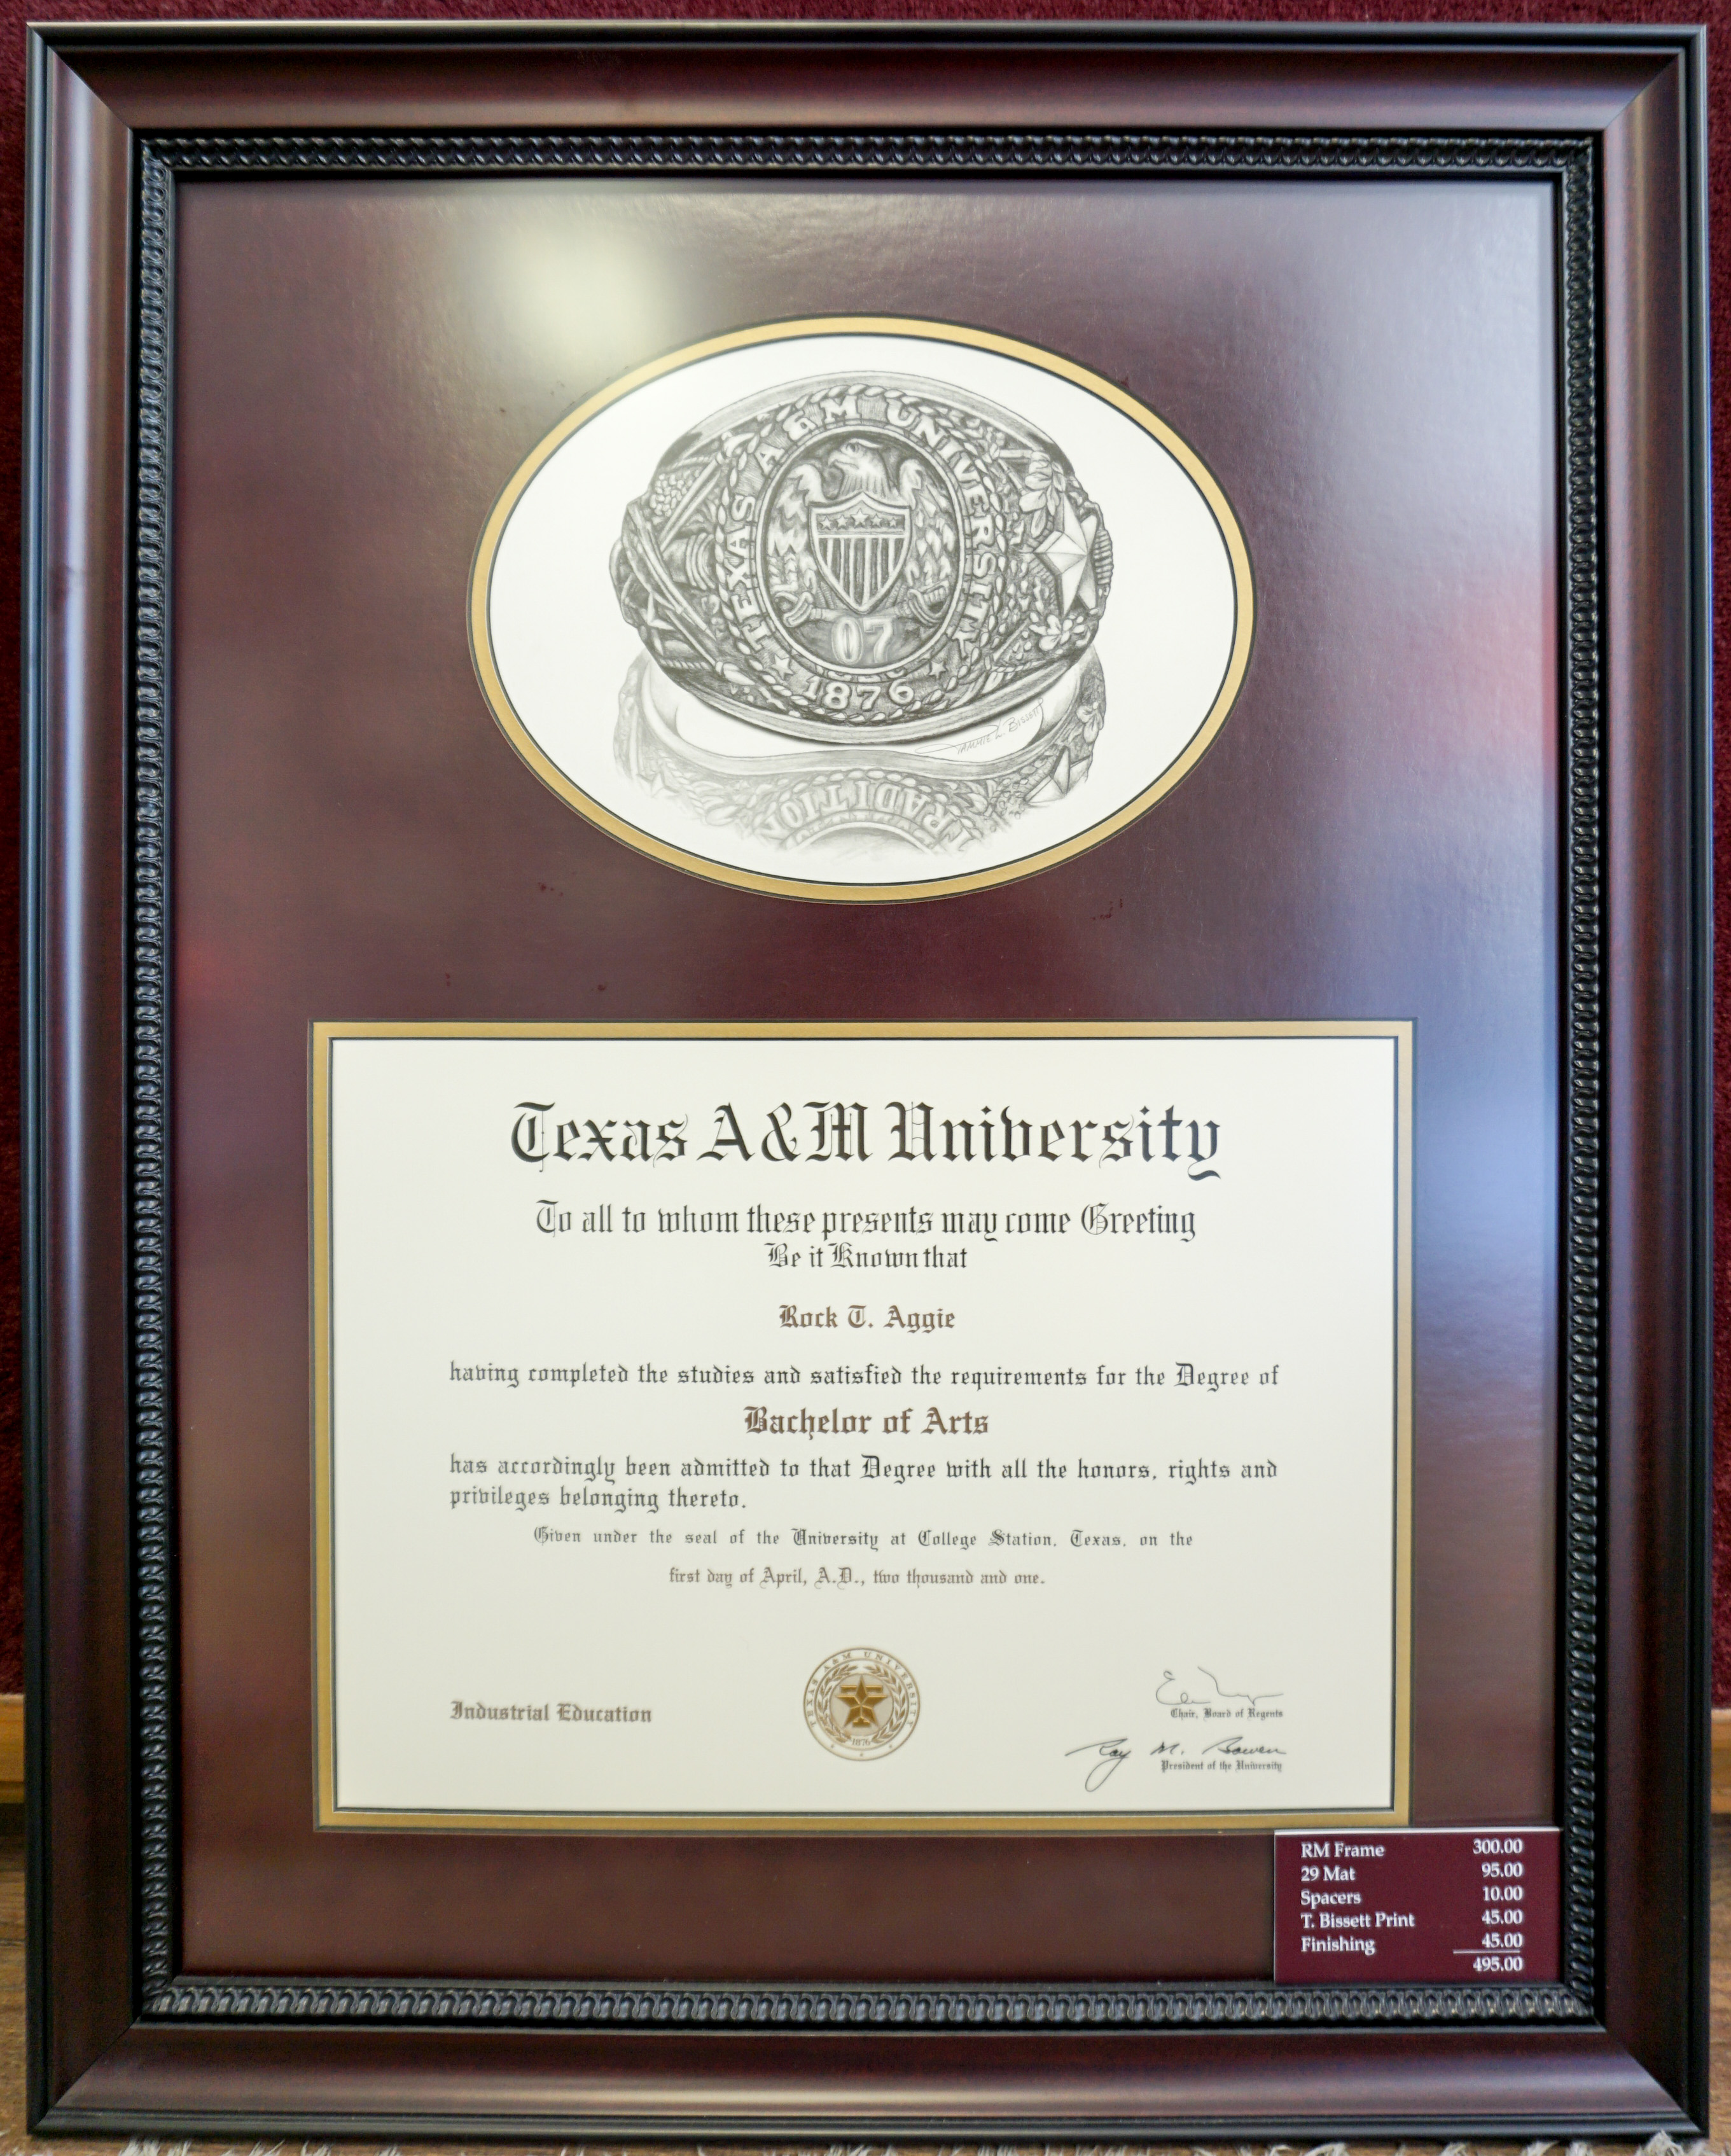 TEXAS A&M UNIVERSITY
07
1876
Tammie L. Bissett
TRADITION
Texas A&M University
To all to whom these presents may come Greeting
Be it Known that
Rock T. Aggie
having completed the studies and satisfied the requirements for the Degree of
Bachelor of Arts
has accordingly been admitted to that Degree with all the honors, rights and
privileges belonging thereto.
Given under the seal of the University at College Station, Texas, on the
first day of April, A.D., two thousand and one.
Industrial Education
TEXAS A&M UNIVERSITY
1876
Chair, Board of Regents
Ray M. Bowen
President of the University
RM Frame 300.00
29 Mat 95.00
Spacers 10.00
T. Bissett Print 45.00
Finishing 45.00
495.00